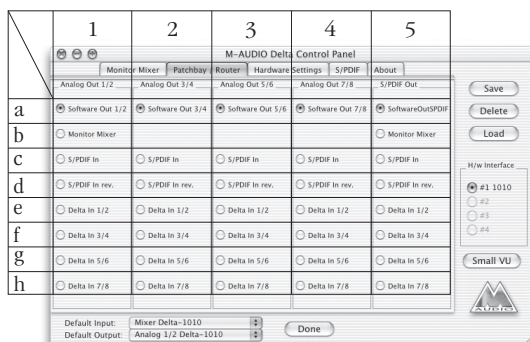 1 2 3 4 5
M-AUDIO Delta Control Panel
Monitor Mixer Patchbay / Router Hardware Settings S/PDIF About
Analog Out 1/2 Analog Out 3/4 Analog Out 5/6 Analog Out 7/8 S/PDIF Out
Save
a Software Out 1/2 Software Out 3/4 Software Out 5/6 Software Out 7/8 SoftwareOutSPDIF
Delete
b Monitor Mixer Monitor Mixer
Load
c S/PDIF In S/PDIF In S/PDIF In S/PDIF In S/PDIF In
H/w Interface
d S/PDIF In rev. S/PDIF In rev. S/PDIF In rev. S/PDIF In rev. S/PDIF In rev.
#1 1010
e Delta In 1/2 Delta In 1/2 Delta In 1/2 Delta In 1/2 Delta In 1/2
#2
#3
f Delta In 3/4 Delta In 3/4 Delta In 3/4 Delta In 3/4 Delta In 3/4
#4
g Delta In 5/6 Delta In 5/6 Delta In 5/6 Delta In 5/6 Delta In 5/6
Small VU
h Delta In 7/8 Delta In 7/8 Delta In 7/8 Delta In 7/8 Delta In 7/8
M AUDIO
Default Input: Mixer Delta-1010
Default Output: Analog 1/2 Delta-1010
Done